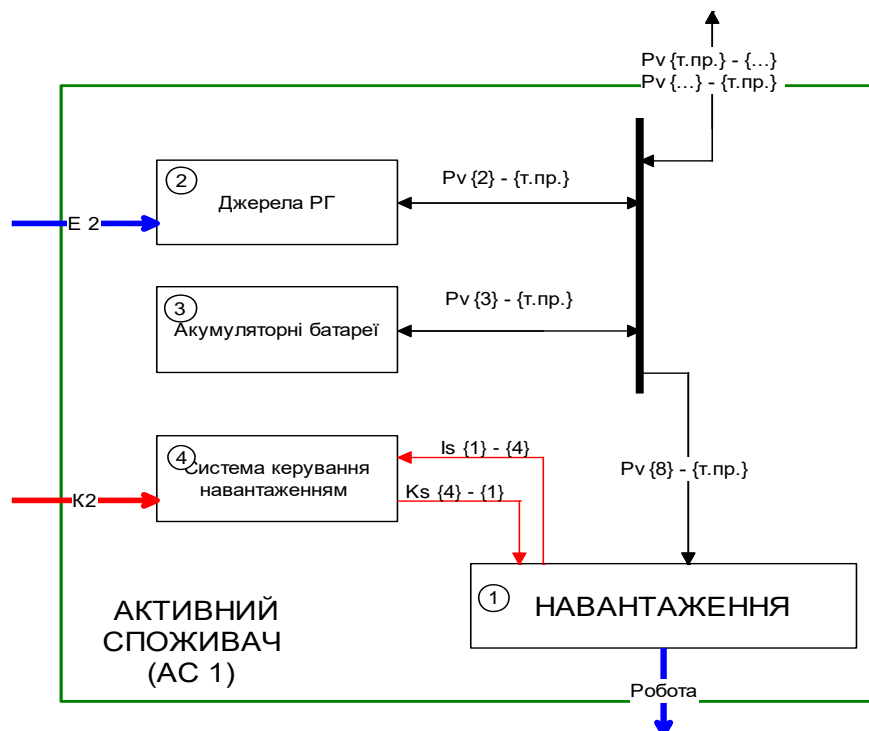 Pv {т.пр.} - {...}
Pv {...} - {т.пр.}
2
Джерела РГ
Pv {2} - {т.пр.}
E 2
3
Акумуляторні батареї
Pv {3} - {т.пр.}
4
Система керування
навантаженням
Is {1} - {4}
Ks {4} - {1}
К2
Pv {8} - {т.пр.}
1
НАВАНТАЖЕННЯ
АКТИВНИЙ
СПОЖИВАЧ
(АС 1)
Робота